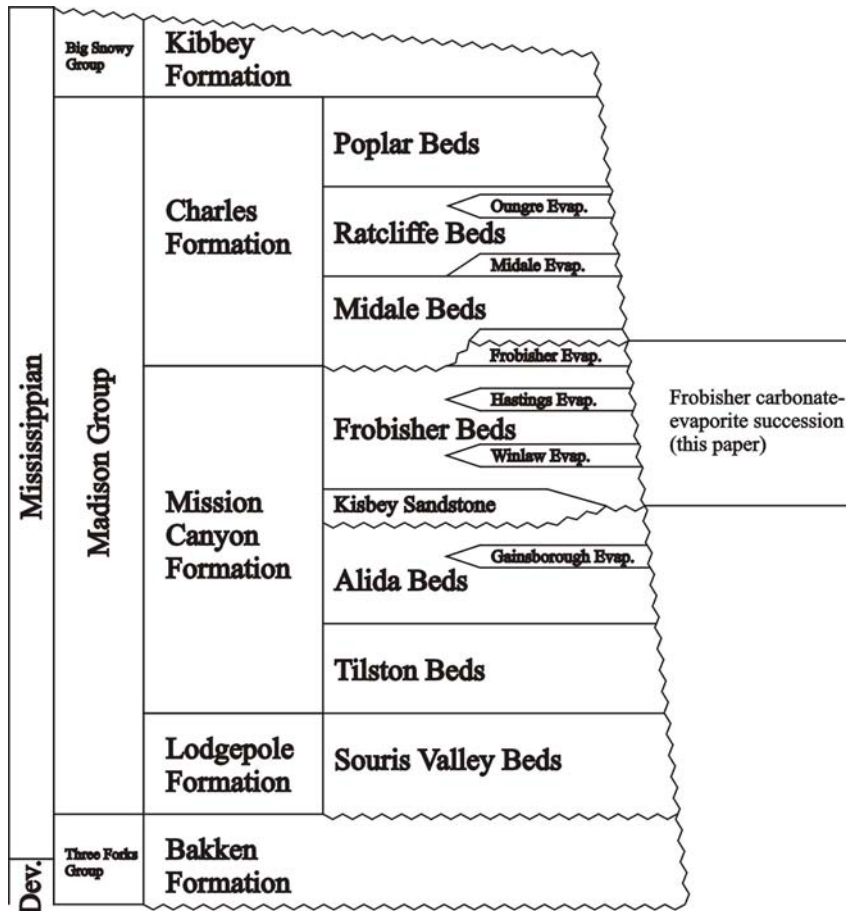 Mississippian
Dev.
Big Snowy
Group
Madison Group
Three Forks
Group
Kibbey
Formation
Charles
Formation
Mission
Canyon
Formation
Lodgepole
Formation
Bakken
Formation
Poplar Beds
Oungre Evap.
Ratcliffe Beds
Midale Evap.
Midale Beds
Frobisher Evap.
Hastings Evap.
Frobisher Beds
Winlaw Evap.
Kisbey Sandstone
Gainsborough Evap.
Alida Beds
Tilston Beds
Souris Valley Beds
Frobisher carbonate-
evaporite succession
(this paper)